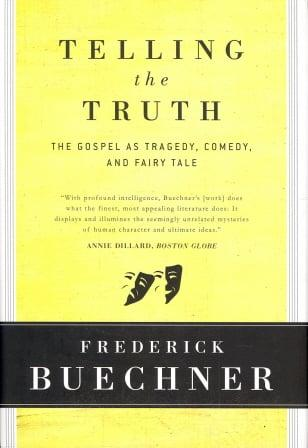 TELLING
the
TRUTH
THE GOSPEL AS TRAGEDY, COMEDY,
AND FAIRY TALE
"With profound intelligence, Buechner's [work] does
what the finest, most appealing literature does: It
displays and illumines the seemingly unrelated mysteries
of human character and ultimate ideas."
ANNIE DILLARD, BOSTON GLOBE
FREDERICK
BUECHNER